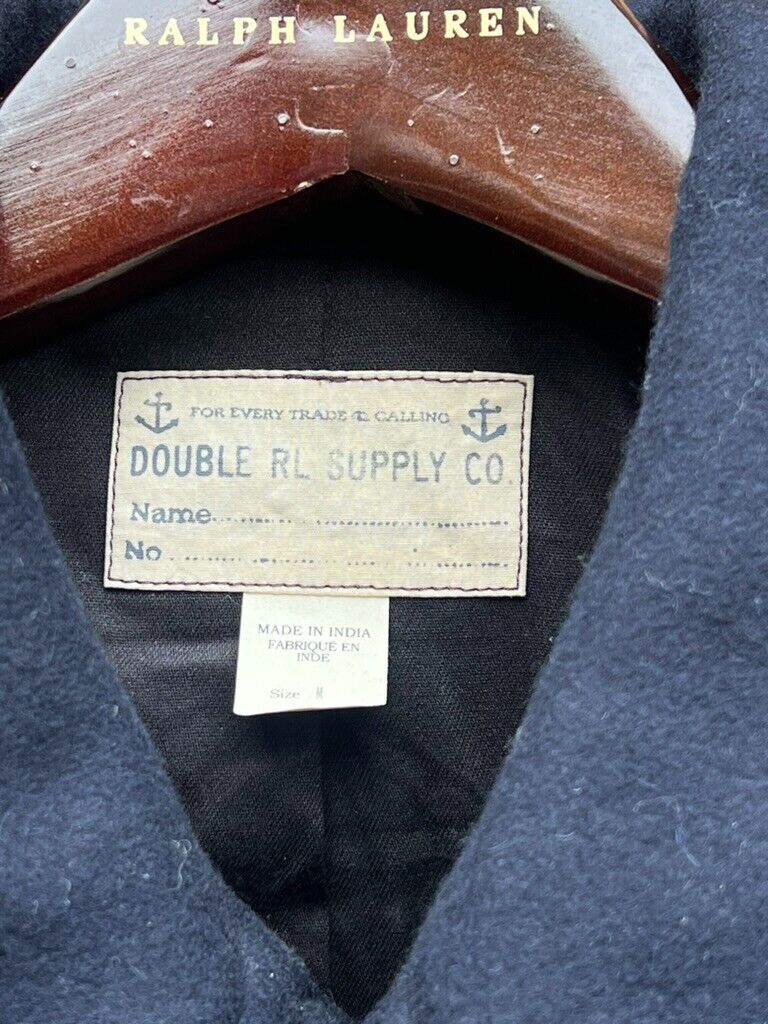 RALPH LAUREN
FOR EVERY TRADE & CALLING
DOUBLE RL SUPPLY CO.
Name
No
MADE IN INDIA
FABRIQUÉ EN
INDE
Size M